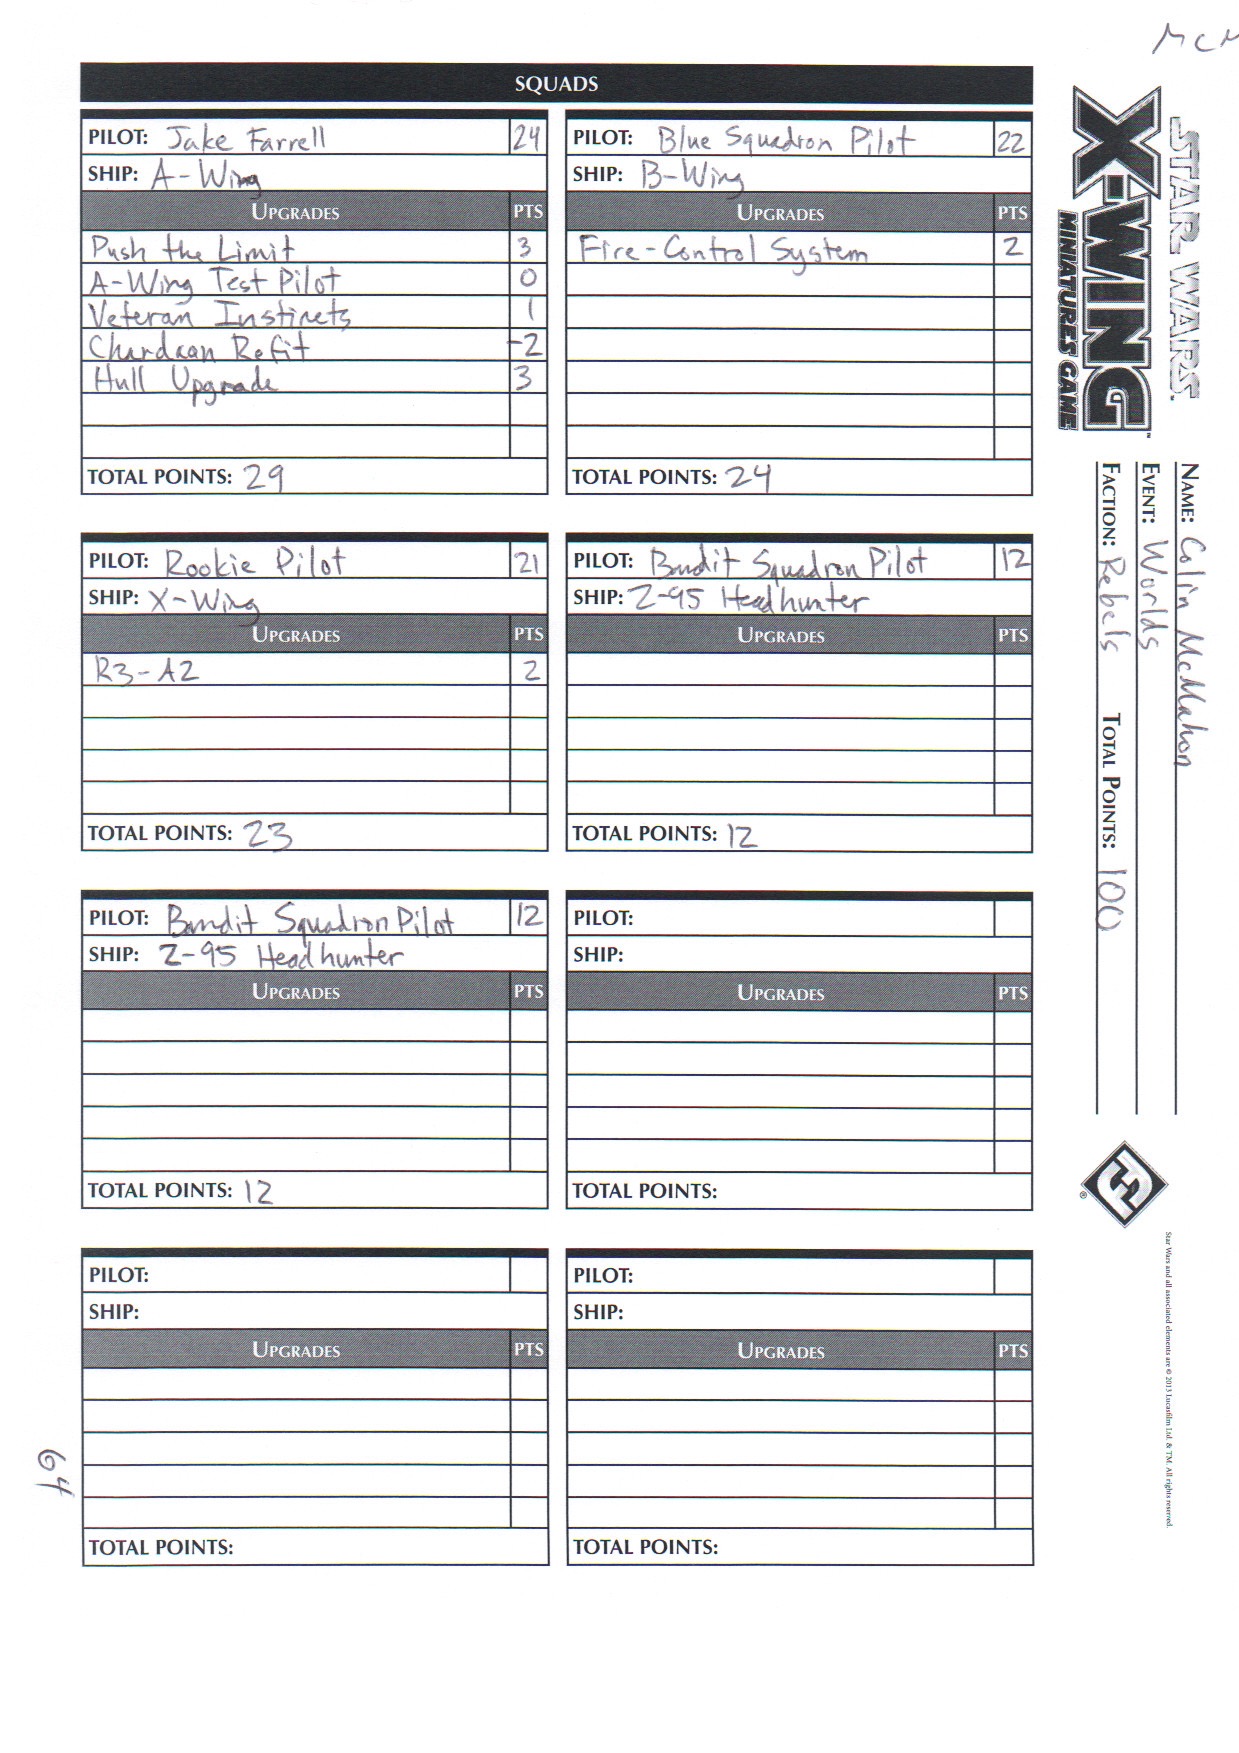 McM
SQUADS
PILOT: Jake Farrell 24
SHIP: A-Wing
UPGRADES PTS
Push the Limit 3
A-Wing Test Pilot 0
Veteran Instincts 1
Chardaan Refit -2
Hull Upgrade 3
TOTAL POINTS: 29
PILOT: Blue Squadron Pilot 22
SHIP: B-Wing
UPGRADES PTS
Fire-Control System 2
TOTAL POINTS: 24
PILOT: Rookie Pilot 21
SHIP: X-Wing
UPGRADES PTS
R3-A2 2
TOTAL POINTS: 23
PILOT: Bandit Squadron Pilot 12
SHIP: Z-95 Headhunter
UPGRADES PTS
TOTAL POINTS: 12
PILOT: Bandit Squadron Pilot 12
SHIP: Z-95 Headhunter
UPGRADES PTS
TOTAL POINTS: 12
PILOT:
SHIP:
UPGRADES PTS
TOTAL POINTS:
PILOT:
SHIP:
UPGRADES PTS
TOTAL POINTS:
PILOT:
SHIP:
UPGRADES PTS
TOTAL POINTS:
STAR WARS
X-WING™
MINIATURES GAME
NAME: Colin McMahon
EVENT: Worlds
FACTION: Rebels TOTAL POINTS: 100
®
Star Wars and all associated elements are © 2013 Lucasfilm Ltd. & TM. All rights reserved.
64